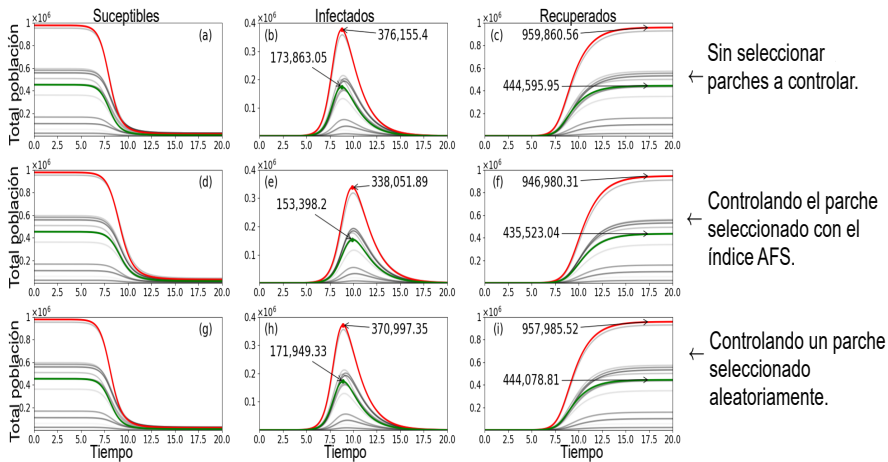 Suceptibles
Infectados
Recuperados
Total población
×10⁶
(a)
1.0
0.8
0.6
0.4
0.2
0.0 2.5 5.0 7.5 10.0 12.5 15.0 17.5 20.0
0.4 ×10⁶
(b)
376,155.4
173,863.05
0.3
0.2
0.1
0.0 2.5 5.0 7.5 10.0 12.5 15.0 17.5 20.0
×10⁶
(c)
959,860.56
444,595.95
1.0
0.8
0.6
0.4
0.2
0.0 2.5 5.0 7.5 10.0 12.5 15.0 17.5 20.0
← Sin seleccionar
parches a controlar.
Total población
×10⁶
(d)
1.0
0.8
0.6
0.4
0.2
0.0 2.5 5.0 7.5 10.0 12.5 15.0 17.5 20.0
0.4 ×10⁶
(e)
338,051.89
153,398.2
0.3
0.2
0.1
0.0 2.5 5.0 7.5 10.0 12.5 15.0 17.5 20.0
×10⁶
(f)
946,980.31
435,523.04
1.0
0.8
0.6
0.4
0.2
0.0 2.5 5.0 7.5 10.0 12.5 15.0 17.5 20.0
← Controlando el parche
seleccionado con el
índice AFS.
Total población
×10⁶
(g)
1.0
0.8
0.6
0.4
0.2
0.0 2.5 5.0 7.5 10.0 12.5 15.0 17.5 20.0
Tiempo
0.4 ×10⁶
(h)
370,997.35
171,949.33
0.3
0.2
0.1
0.0 2.5 5.0 7.5 10.0 12.5 15.0 17.5 20.0
Tiempo
×10⁶
(i)
957,985.52
444,078.81
1.0
0.8
0.6
0.4
0.2
0.0 2.5 5.0 7.5 10.0 12.5 15.0 17.5 20.0
Tiempo
← Controlando un parche
seleccionado
aleatoriamente.